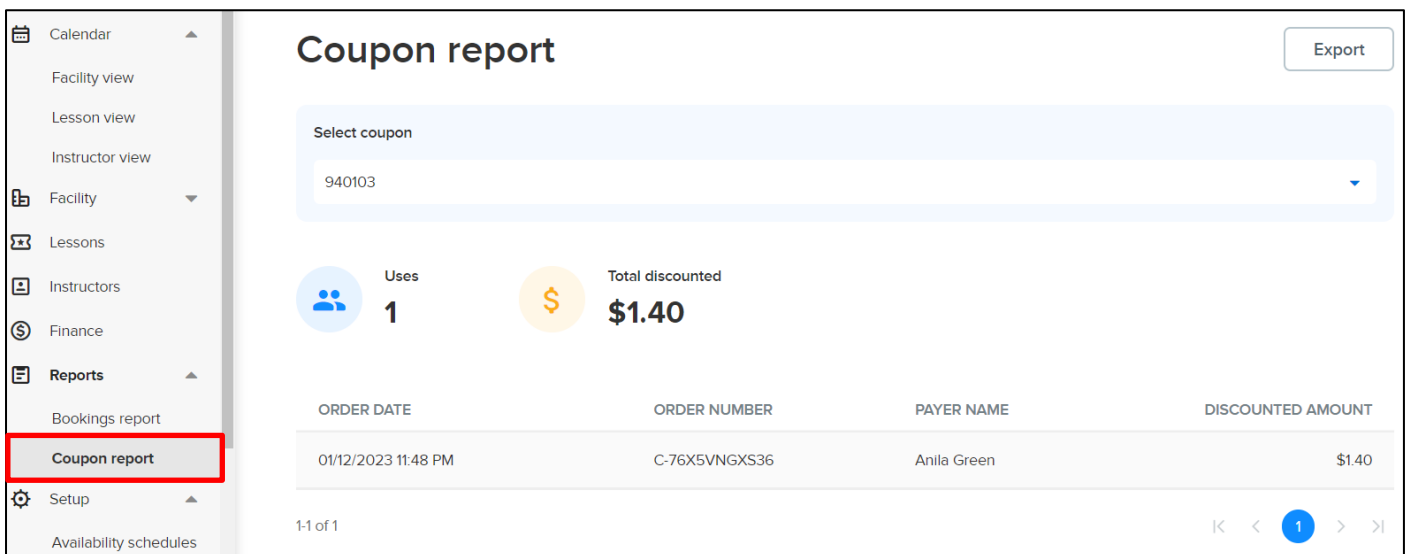 Calendar
Facility view
Lesson view
Instructor view
Facility
Lessons
Instructors
Finance
Reports
Bookings report
Coupon report
Setup
Availability schedules
Coupon report
Export
Select coupon
940103
Uses
1
Total discounted
$1.40
ORDER DATE ORDER NUMBER PAYER NAME DISCOUNTED AMOUNT
01/12/2023 11:48 PM C-76X5VNGXS36 Anila Green $1.40
1-1 of 1
1